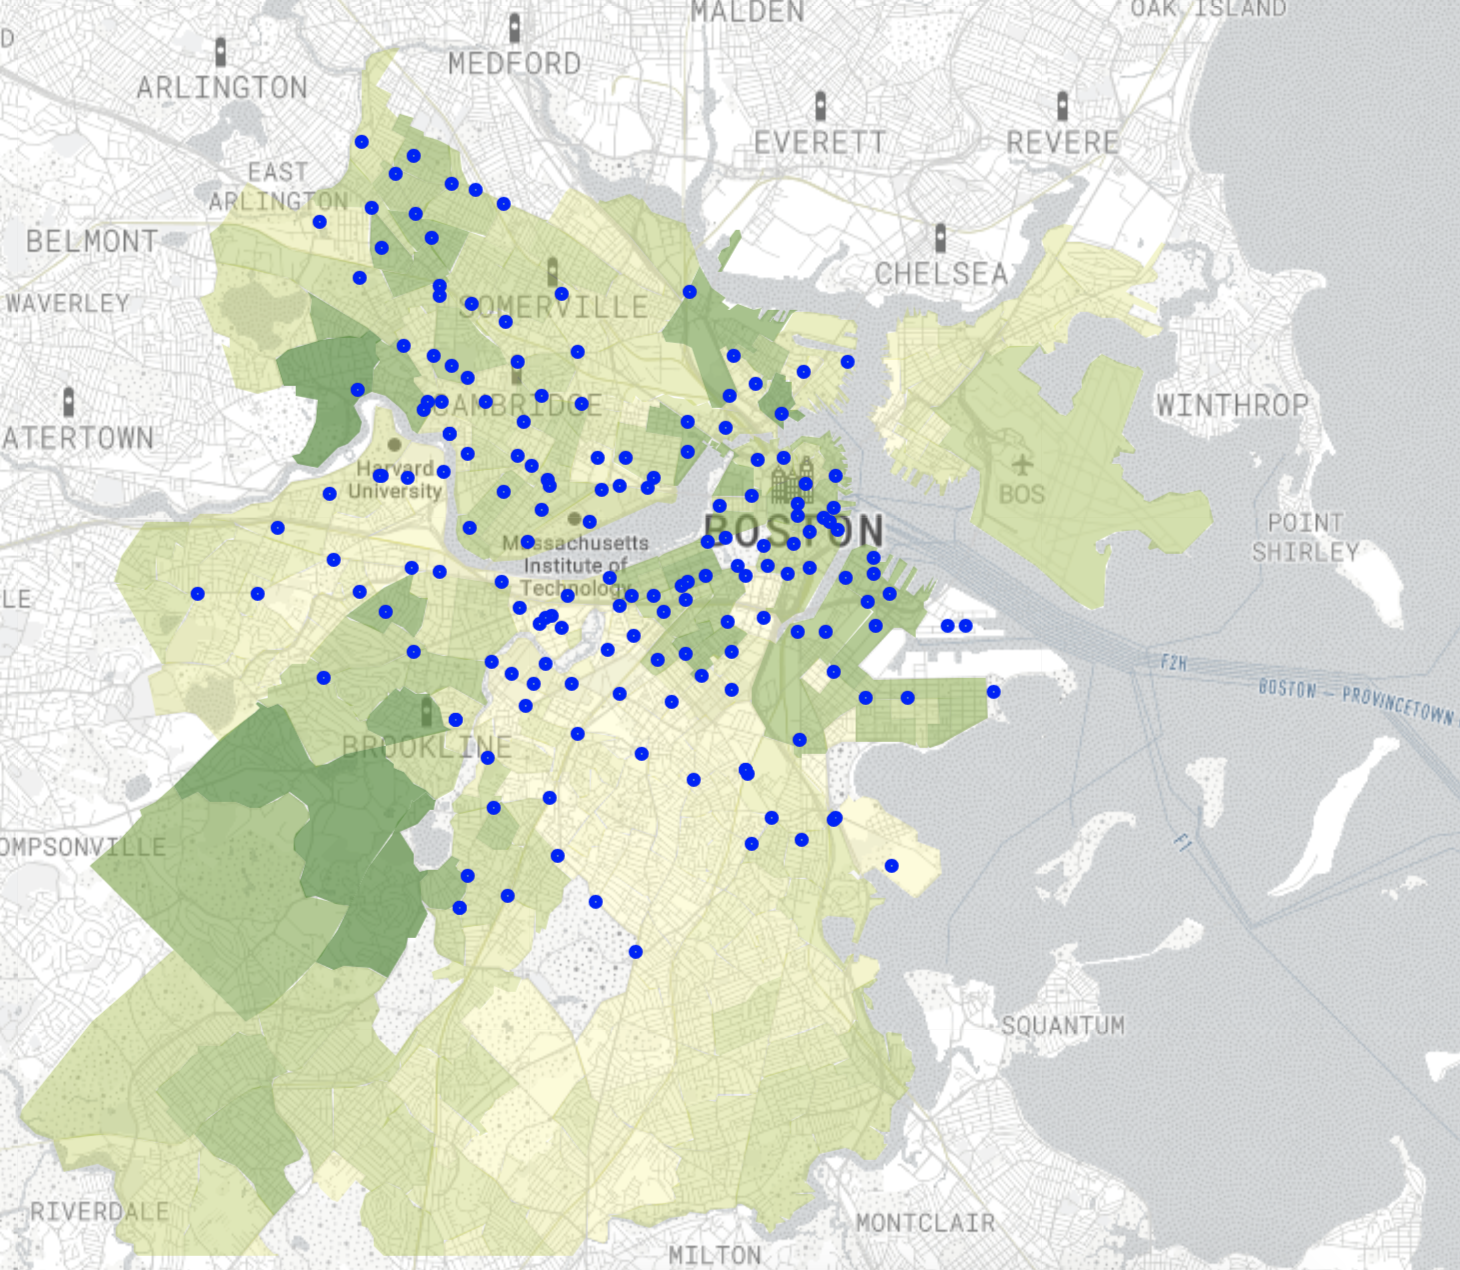 MALDEN
OAK ISLAND
D
MEDFORD
ARLINGTON
EVERETT
REVERE
EAST
ARLINGTON
BELMONT
CHELSEA
WAVERLEY
SOMERVILLE
WINTHROP
CAMBRIDGE
ATERTOWN
Harvard
University
BOS
BOSTON
POINT
SHIRLEY
Massachusetts
Institute of
Technology
LE
F2H
BOSTON – PROVINCETOWN
BROOKLINE
OMPSONVILLE
F1
SQUANTUM
RIVERDALE
MONTCLAIR
MILTON